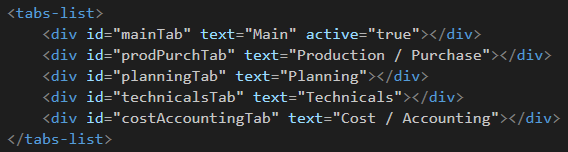 <tabs-list>
<div id="mainTab" text="Main" active="true"></div>
<div id="prodPurchTab" text="Production / Purchase"></div>
<div id="planningTab" text="Planning"></div>
<div id="technicalsTab" text="Technicals"></div>
<div id="costAccountingTab" text="Cost / Accounting"></div>
</tabs-list>